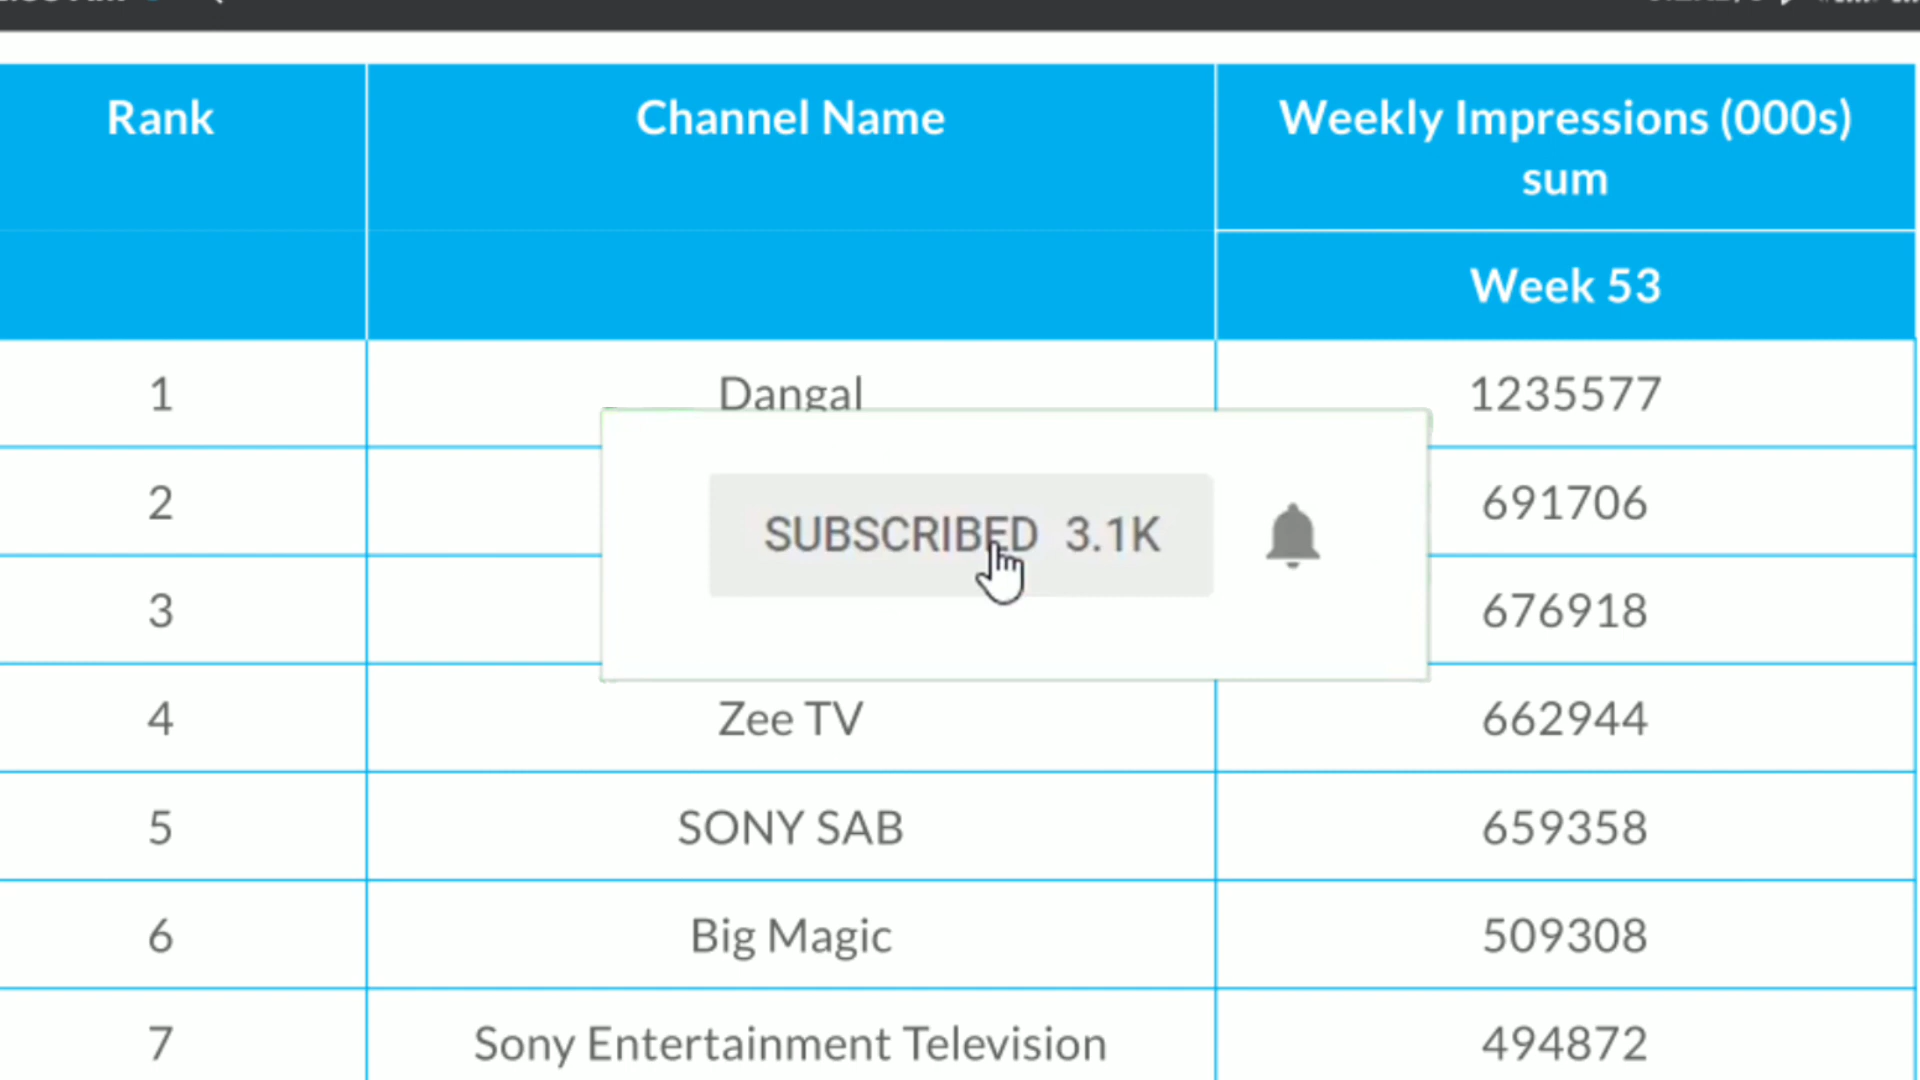 Rank Channel Name Weekly Impressions (000s)
sum
Week 53
1 Dangal 1235577
2 691706
SUBSCRIBED 3.1K
3 676918
4 Zee TV 662944
5 SONY SAB 659358
6 Big Magic 509308
7 Sony Entertainment Television 494872